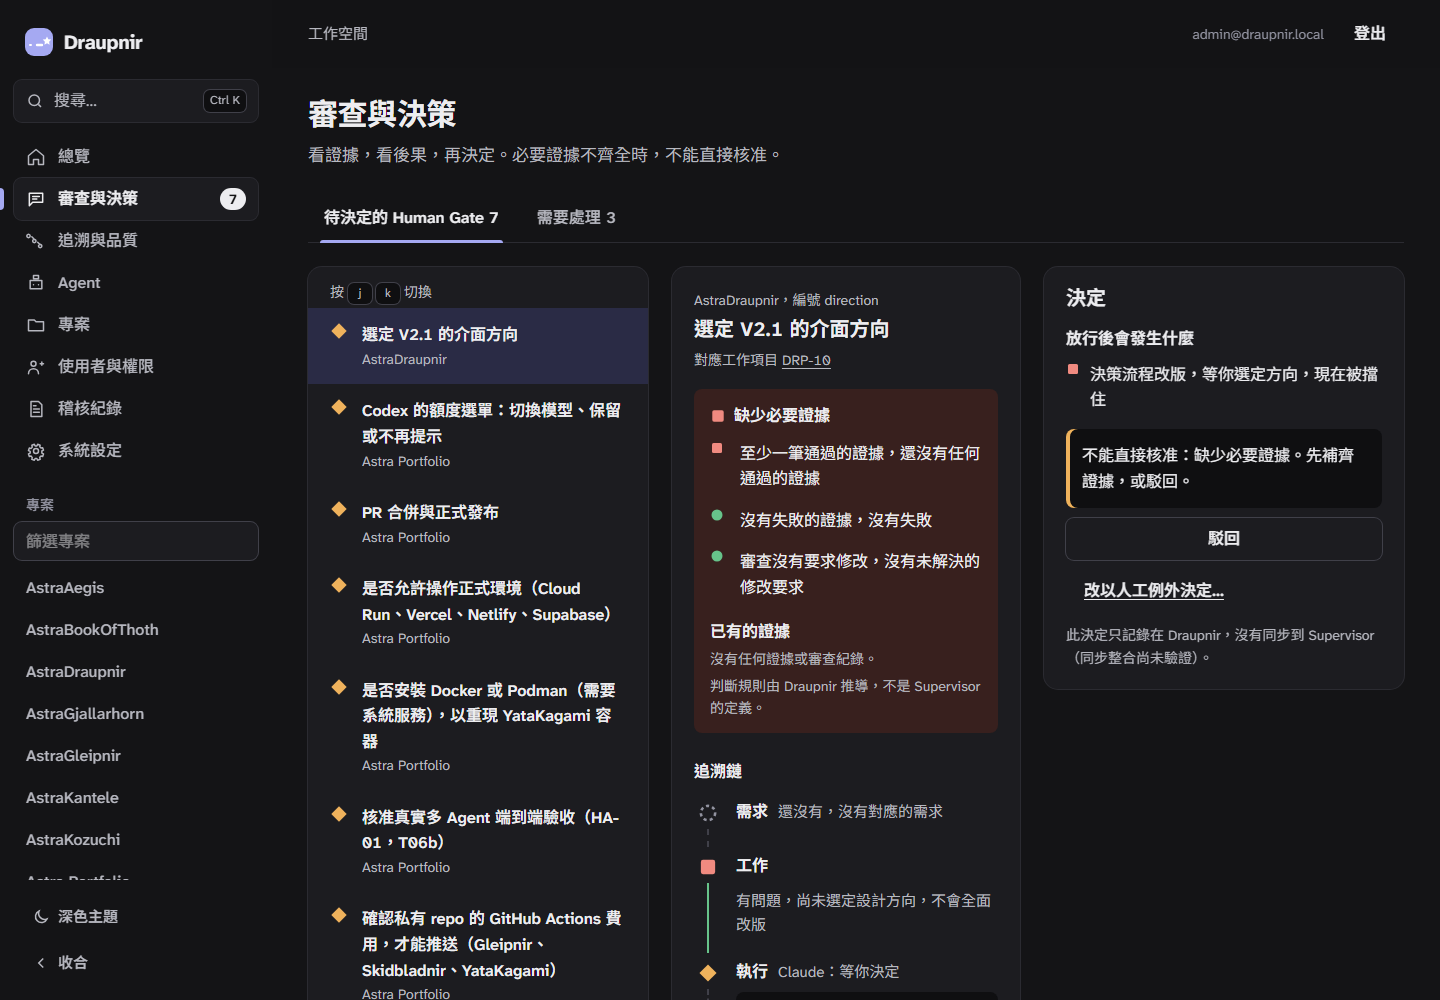 Draupnir
搜尋...
Ctrl K
總覽
審查與決策
7
追溯與品質
Agent
專案
使用者與權限
稽核紀錄
系統設定
專案
篩選專案
AstraAegis
AstraBookOfThoth
AstraDraupnir
AstraGjallarhorn
AstraGleipnir
AstraKantele
AstraKozuchi
Astra Portfolio
深色主題
收合
工作空間
admin@draupnir.local
登出
審查與決策
看證據，看後果，再決定。必要證據不齊全時，不能直接核准。
待決定的 Human Gate 7
需要處理 3
按 j k 切換
選定 V2.1 的介面方向
AstraDraupnir
Codex 的額度選單：切換模型、保留
或不再提示
Astra Portfolio
PR 合併與正式發布
Astra Portfolio
是否允許操作正式環境（Cloud
Run、Vercel、Netlify、Supabase）
Astra Portfolio
是否安裝 Docker 或 Podman（需要
系統服務），以重現 YataKagami 容
器
Astra Portfolio
核准真實多 Agent 端到端驗收（HA-
01，T06b）
Astra Portfolio
確認私有 repo 的 GitHub Actions 費
用，才能推送（Gleipnir、
Skidbladnir、YataKagami）
Astra Portfolio
AstraDraupnir，編號 direction
選定 V2.1 的介面方向
對應工作項目 DRP-10
缺少必要證據
至少一筆通過的證據，還沒有任何
通過的證據
沒有失敗的證據，沒有失敗
審查沒有要求修改，沒有未解決的
修改要求
已有的證據
沒有任何證據或審查紀錄。
判斷規則由 Draupnir 推導，不是 Supervisor
的定義。
追溯鏈
需求 還沒有，沒有對應的需求
工作
有問題，尚未選定設計方向，不會全面
改版
執行 Claude：等你決定
決定
放行後會發生什麼
決策流程改版，等你選定方向，現在被擋
住
不能直接核准：缺少必要證據。先補齊
證據，或駁回。
駁回
改以人工例外決定...
此決定只記錄在 Draupnir，沒有同步到 Supervisor
（同步整合尚未驗證）。